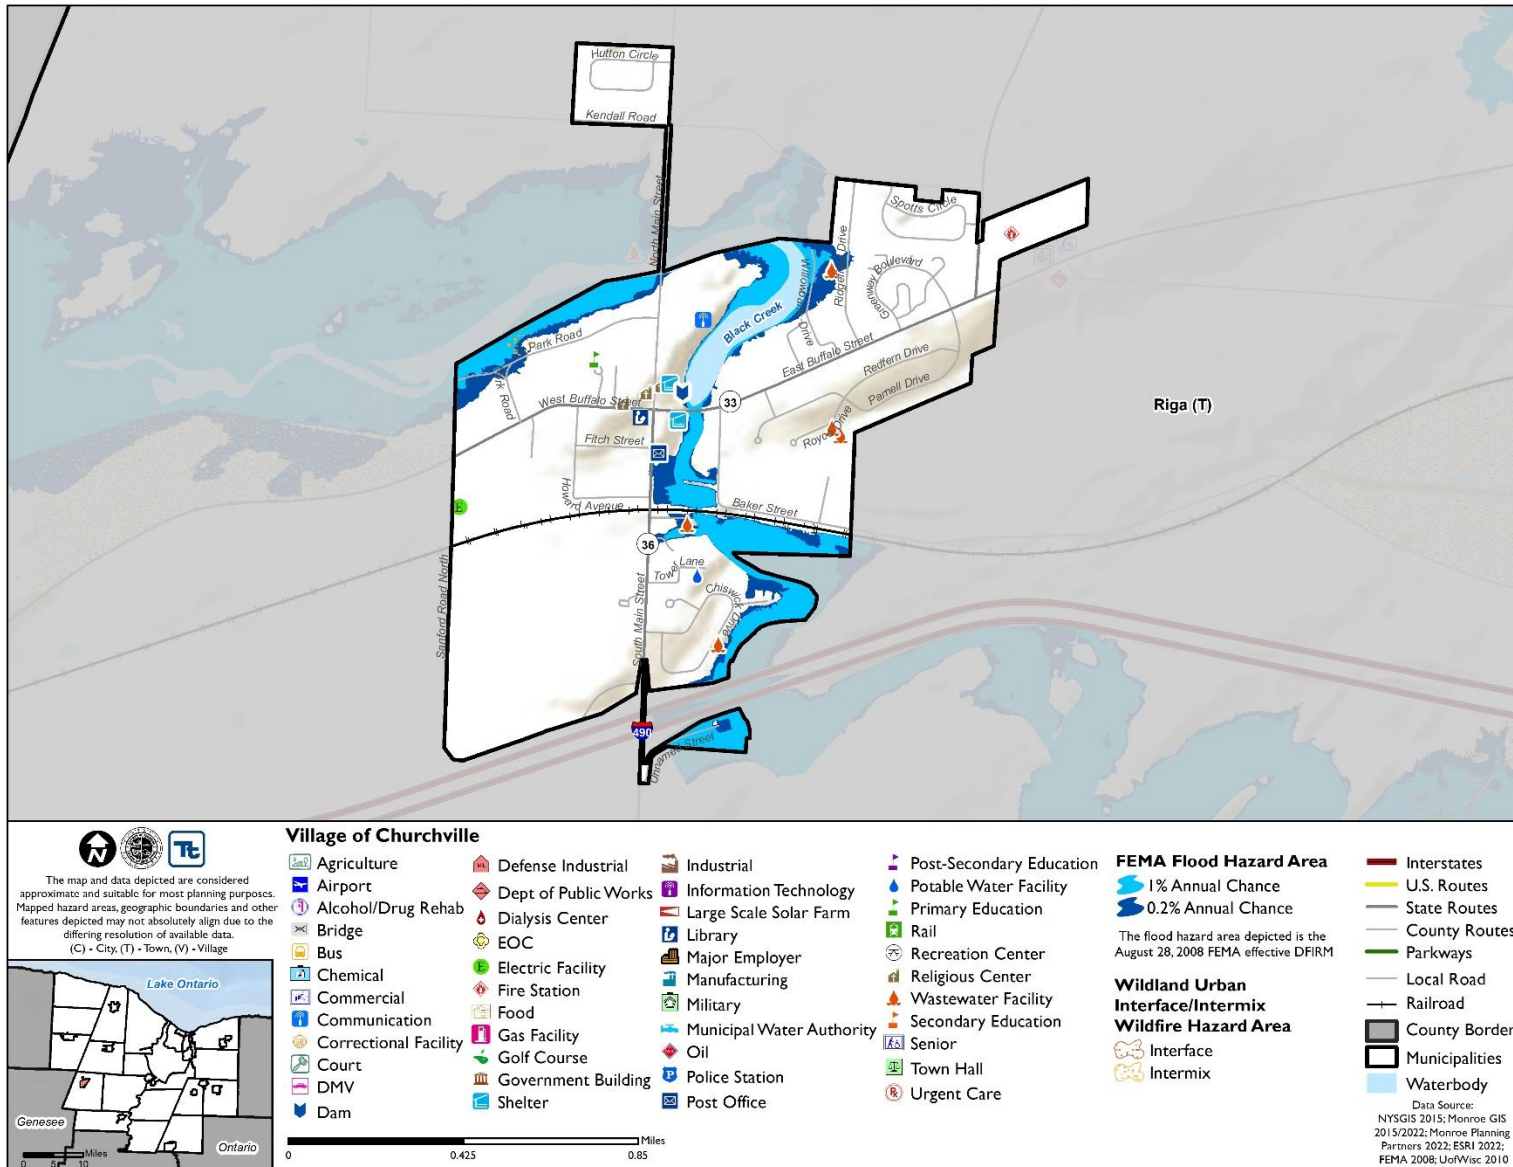 Hutton Circle
Kendall Road
North Main Street
Spotts Circle
Drive
Greenway Boulevard
Drive
Black Creek
East Buffalo Street
Redfern Drive
Parnell Drive
Park Road
Road
West Buffalo Street
33
Riga (T)
Fitch Street
Drive
Howard Avenue
Baker Street
E
36
Tower Lane
Chiswick Drive
Sanford Road North
South Main Street
490
Unnamed Street
N
Tt
The map and data depicted are considered
approximate and suitable for most planning purposes.
Mapped hazard areas, geographic boundaries and other
features depicted may not absolutely align due to the
differing resolution of available data.
(C) - City, (T) - Town, (V) - Village
Lake Ontario
Genesee
Ontario
0 5 10 Miles
Village of Churchville
Agriculture
Airport
Alcohol/Drug Rehab
Bridge
Bus
Chemical
Commercial
Communication
Correctional Facility
Court
DMV
Dam
Defense Industrial
Dept of Public Works
Dialysis Center
EOC
E Electric Facility
Fire Station
Food
Gas Facility
Golf Course
Government Building
Shelter
Industrial
Information Technology
Large Scale Solar Farm
Library
Major Employer
Manufacturing
Military
Municipal Water Authority
Oil
P Police Station
Post Office
Post-Secondary Education
Potable Water Facility
Primary Education
Rail
Recreation Center
Religious Center
Wastewater Facility
Secondary Education
Senior
Town Hall
Urgent Care
0 0.425 0.85
Miles
FEMA Flood Hazard Area
1% Annual Chance
0.2% Annual Chance
The flood hazard area depicted is the
August 28, 2008 FEMA effective DFIRM
Wildland Urban
Interface/Intermix
Wildfire Hazard Area
Interface
Intermix
Interstates
U.S. Routes
State Routes
County Routes
Parkways
Local Road
Railroad
County Border
Municipalities
Waterbody
Data Source:
NYSGIS 2015; Monroe GIS
2015/2022; Monroe Planning
Partners 2022; ESRI 2022;
FEMA 2008; UofWisc 2010